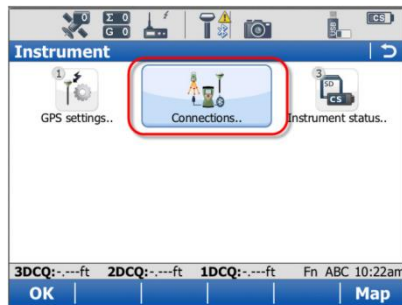 Σ 0
G 0
CS
Instrument
1
3
SD
CS
GPS settings..
Connections..
Instrument status..
3DCQ:-.---ft 2DCQ:-.---ft 1DCQ:-.---ft Fn ABC 10:22am
OK Map